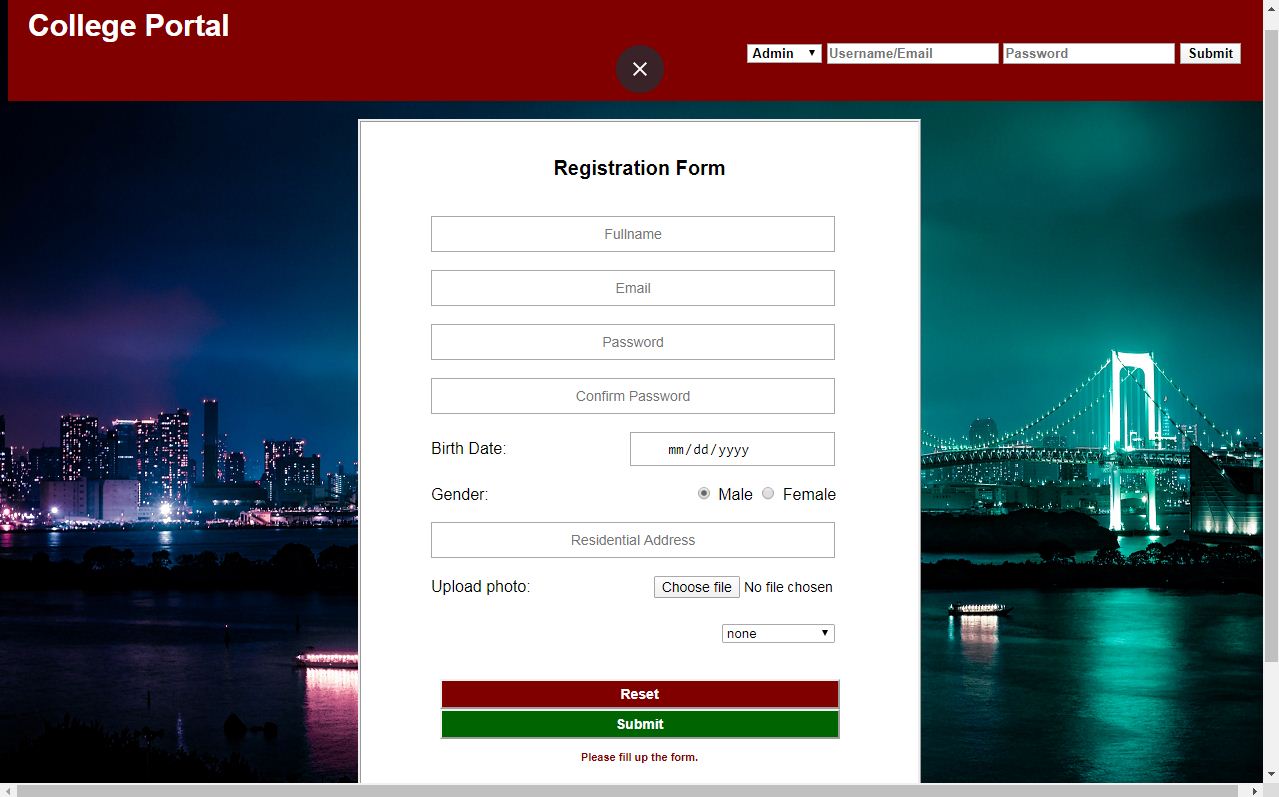 College Portal
Admin Username/Email Password Submit
Registration Form
Fullname
Email
Password
Confirm Password
Birth Date: mm/dd/yyyy
Gender: Male Female
Residential Address
Upload photo: Choose file No file chosen
none
Reset
Submit
Please fill up the form.